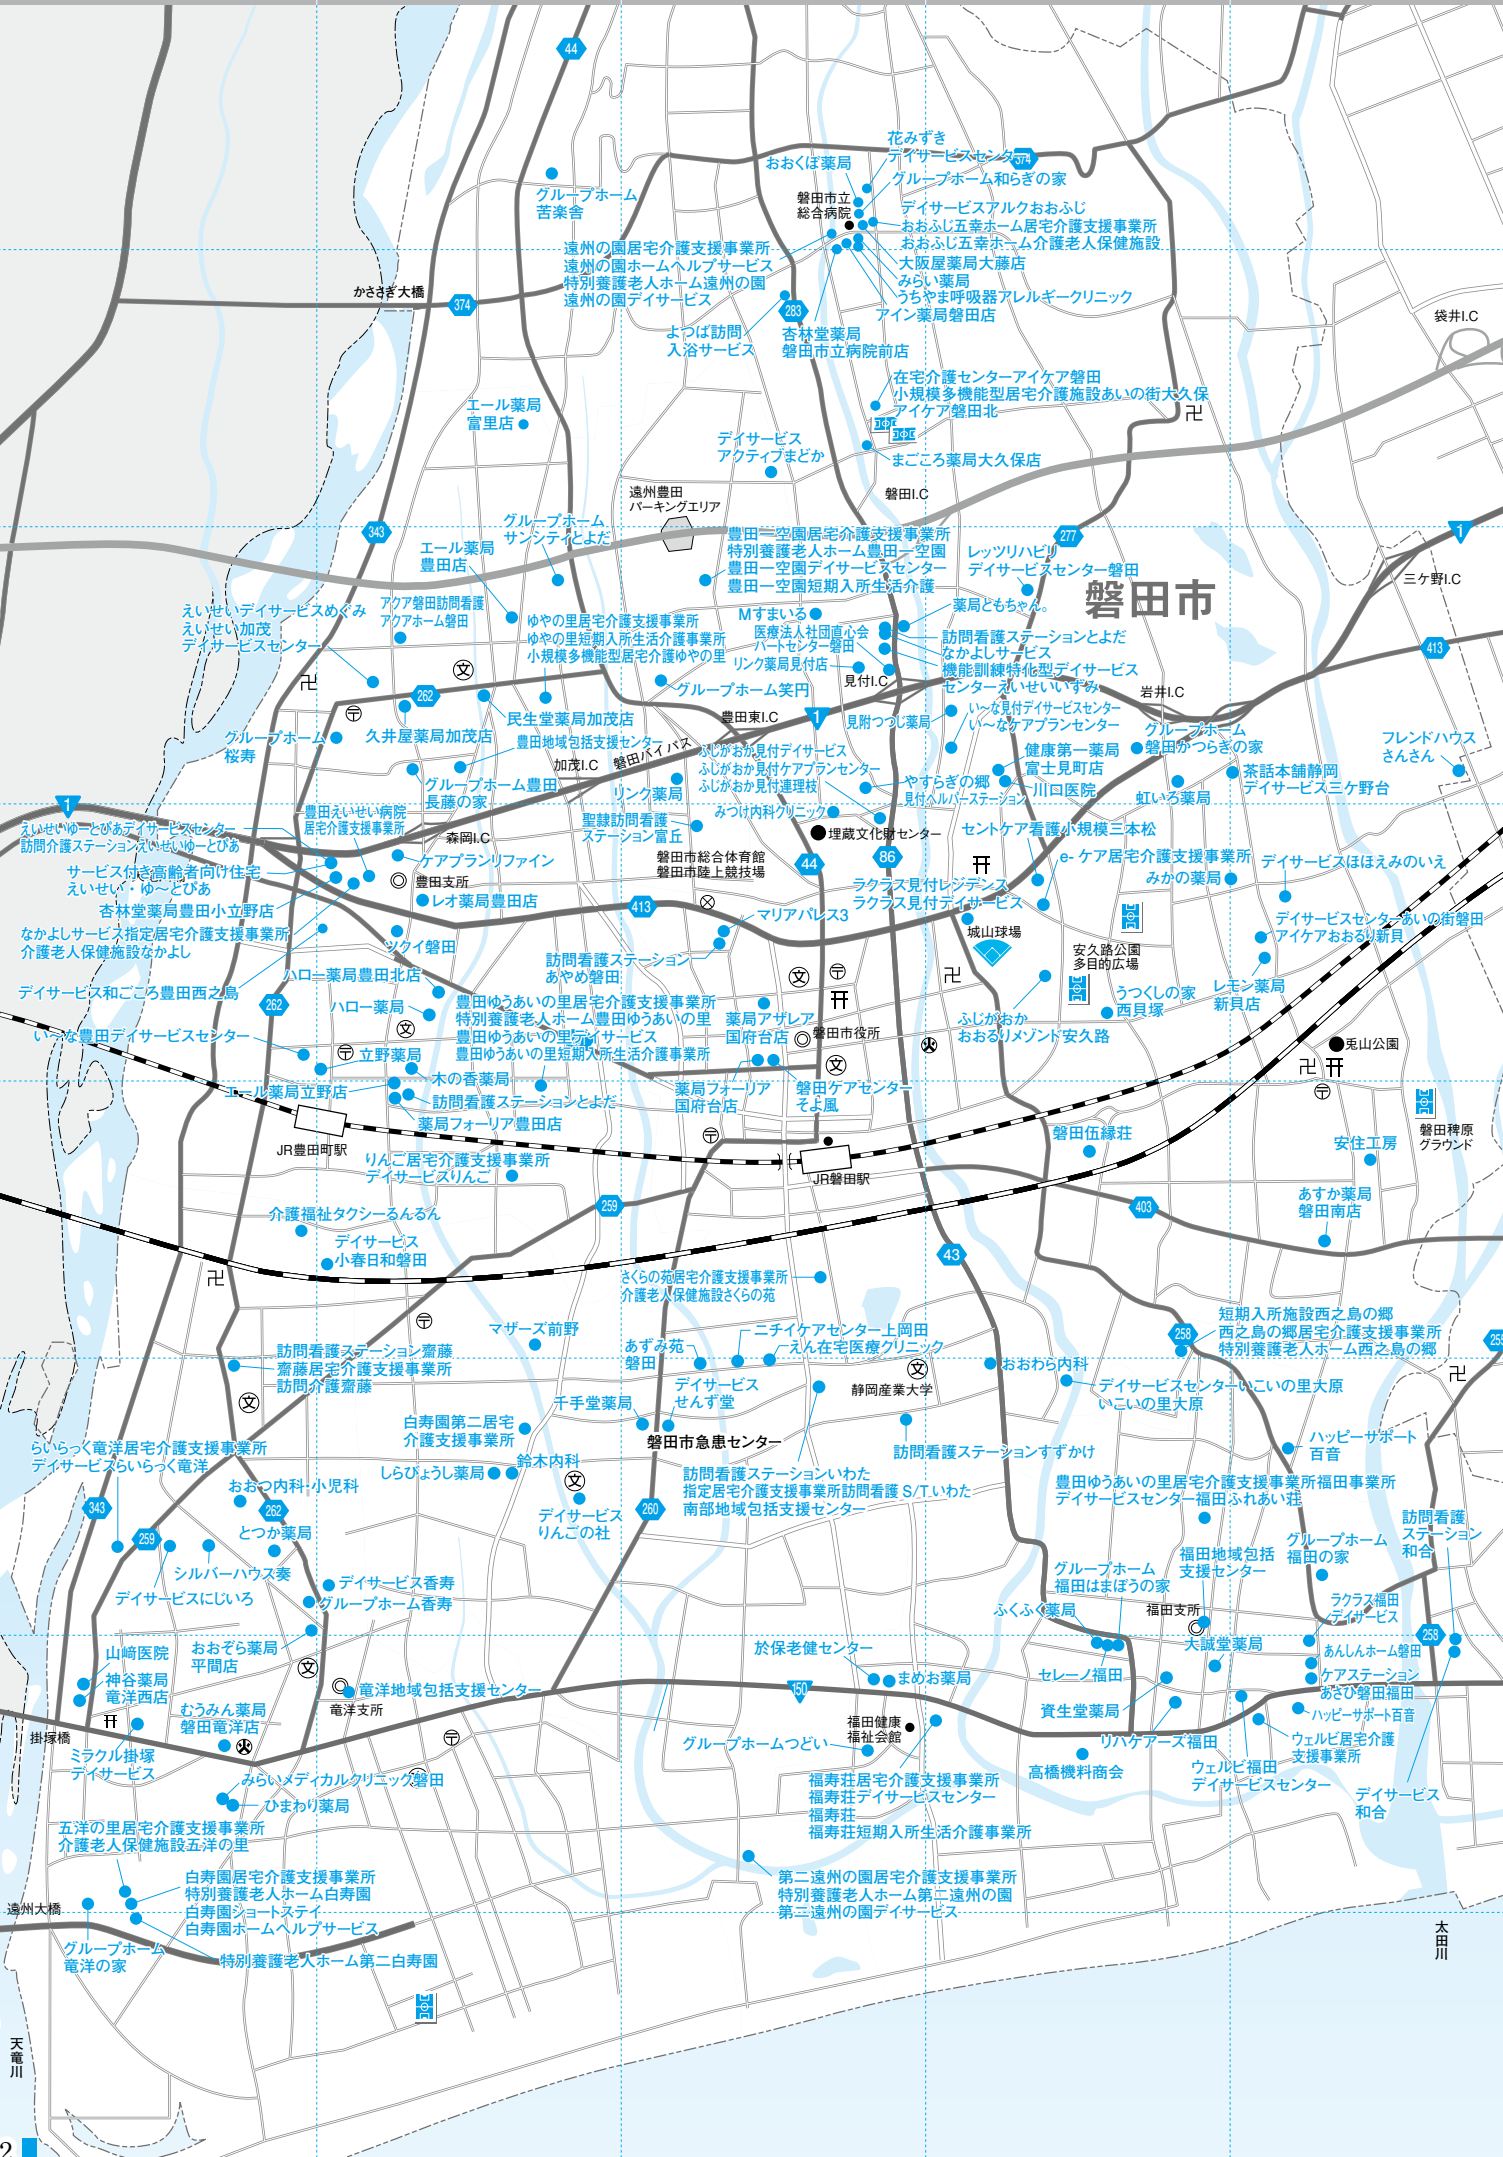 44
花みずき
デイサービスセンター
374
おおくぼ薬局
グループホーム和らぎの家
グループホーム
苦楽舎
磐田市立
総合病院
デイサービスアルクおおふじ
おおふじ五幸ホーム居宅介護支援事業所
おおふじ五幸ホーム介護老人保健施設
遠州の園居宅介護支援事業所
遠州の園ホームヘルプサービス
特別養護老人ホーム遠州の園
遠州の園デイサービス
大阪屋薬局大藤店
みらい薬局
うちやま呼吸器アレルギークリニック
アイン薬局磐田店
かささぎ大橋
374
283
袋井I.C
よつば訪問
入浴サービス
杏林堂薬局
磐田市立病院前店
在宅介護センターアイケア磐田
小規模多機能型居宅介護施設あいの街大久保
アイケア磐田北
エール薬局
富里店
デイサービス
アクティブまどか
まごころ薬局大久保店
遠州豊田
パーキングエリア
磐田I.C
343
グループホーム
サンシティとよだ
エール薬局
豊田店
豊田一空園居宅介護支援事業所
特別養護老人ホーム豊田一空園
豊田一空園デイサービスセンター
豊田一空園短期入所生活介護
277
1
レッツリハビリ
デイサービスセンター磐田
三ケ野I.C
磐田市
えいせいデイサービスめぐみ
えいせい加茂
デイサービスセンター
アクア磐田訪問看護
アクアホーム磐田
ゆやの里居宅介護支援事業所
ゆやの里短期入所生活介護事業所
小規模多機能型居宅介護ゆやの里
Mすまいる
薬局ともちゃん。
医療法人社団直心会
ハートセンター磐田
リンク薬局見付店
訪問看護ステーションとよだ
なかよしサービス
機能訓練特化型デイサービス
センターえいせいいずみ
413
見付I.C
岩井I.C
262
グループホーム笑円
豊田東I.C
1
見附つつじ薬局
い〜な見付デイサービスセンター
い〜なケアプランセンター
民生堂薬局加茂店
グループホーム
桜寿
久井屋薬局加茂店
豊田地域包括支援センター
加茂I.C
磐田バイパス
ふじがおか見付デイサービス
ふじがおか見付ケアプランセンター
ふじがおか見付連理枝
健康第一薬局
富士見町店
グループホーム
磐田かつらぎの家
フレンドハウス
さんさん
茶話本舗静岡
デイサービス三ケ野台
グループホーム豊田
長藤の家
リンク薬局
やすらぎの郷
見付ヘルパーステーション
川口医院
虹いろ薬局
1
豊田えいせい病院
居宅介護支援事業所
えいせいゆーとぴあデイサービスセンター
訪問介護ステーションえいせいゆーとぴあ
森岡I.C
聖隷訪問看護
ステーション富丘
みつけ内科クリニック
埋蔵文化財センター
セントケア看護小規模三本松
サービス付き高齢者向け住宅
えいせい・ゆ〜とぴあ
ケアプランリファイン
豊田支所
磐田市総合体育館
磐田市陸上競技場
44
86
e-ケア居宅介護支援事業所
デイサービスほほえみのいえ
みかの薬局
ラクラス見付レジデンス
ラクラス見付デイサービス
杏林堂薬局豊田小立野店
レオ薬局豊田店
413
マリアパレス3
城山球場
デイサービスセンターあいの街磐田
アイケアおおるり新貝
なかよしサービス指定居宅介護支援事業所
介護老人保健施設なかよし
ツクイ磐田
訪問看護ステーション
あやめ磐田
安久路公園
多目的広場
デイサービス和ごころ豊田西之島
ハロー薬局豊田北店
262
ハロー薬局
豊田ゆうあいの里居宅介護支援事業所
特別養護老人ホーム豊田ゆうあいの里
豊田ゆうあいの里デイサービス
豊田ゆうあいの里短期入所生活介護事業所
薬局アザレア
国府台店
磐田市役所
ふじがおか
おおるりメゾント安久路
うつくしの家
西貝塚
レモン薬局
新貝店
い〜な豊田デイサービスセンター
立野薬局
兎山公園
エール薬局立野店
木の香薬局
訪問看護ステーションとよだ
薬局フォーリア豊田店
薬局フォーリア
国府台店
磐田ケアセンター
そよ風
JR豊田町駅
JR磐田駅
りんご居宅介護支援事業所
デイサービスりんご
磐田伍縁荘
磐田稗原
グラウンド
安住工房
あすか薬局
磐田南店
259
403
介護福祉タクシーるんるん
デイサービス
小春日和磐田
43
さくらの苑居宅介護支援事業所
介護老人保健施設さくらの苑
マザーズ前野
ニチイケアセンター上岡田
えん在宅医療クリニック
あずみ苑
磐田
258
短期入所施設西之島の郷
西之島の郷居宅介護支援事業所
特別養護老人ホーム西之島の郷
訪問看護ステーション齋藤
齋藤居宅介護支援事業所
訪問介護齋藤
おおわら内科
デイサービスセンターいこいの里大原
いこいの里大原
静岡産業大学
デイサービス
せんず堂
千手堂薬局
磐田市急患センター
白寿園第二居宅
介護支援事業所
訪問看護ステーションすずかけ
ハッピーサポート
百音
らいらっく竜洋居宅介護支援事業所
デイサービスらいらっく竜洋
しらびょうし薬局
鈴木内科
訪問看護ステーションいわた
指定居宅介護支援事業所訪問看護S/T.いわた
南部地域包括支援センター
豊田ゆうあいの里居宅介護支援事業所福田事業所
デイサービスセンター福田ふれあい荘
343
おおつ内科・小児科
262
とつか薬局
259
デイサービス
りんごの社
260
訪問看護
ステーション
和合
グループホーム
福田の家
福田地域包括
支援センター
シルバーハウス奏
デイサービスにじいろ
デイサービス香寿
グループホーム香寿
グループホーム
福田はまぼうの家
ふくふく薬局
福田支所
ラクラス福田
デイサービス
258
おおぞら薬局
平間店
山﨑医院
神谷薬局
竜洋西店
於保老健センター
まめお薬局
大誠堂薬局
セレーノ福田
あんしんホーム磐田
ケアステーション
あさひ磐田福田
竜洋地域包括支援センター
竜洋支所
150
むうみん薬局
磐田竜洋店
掛塚橋
福田健康
福祉会館
資生堂薬局
リハケアーズ福田
ハッピーサポート百音
ウェルビ居宅介護
支援事業所
ミラクル掛塚
デイサービス
グループホームつどい
高橋機料商会
ウェルビ福田
デイサービスセンター
デイサービス
和合
みらいメディカルクリニック磐田
ひまわり薬局
福寿荘居宅介護支援事業所
福寿荘デイサービスセンター
福寿荘
福寿荘短期入所生活介護事業所
五洋の里居宅介護支援事業所
介護老人保健施設五洋の里
白寿園居宅介護支援事業所
特別養護老人ホーム白寿園
白寿園ショートステイ
白寿園ホームヘルプサービス
第二遠州の園居宅介護支援事業所
特別養護老人ホーム第二遠州の園
第二遠州の園デイサービス
遠州大橋
グループホーム
竜洋の家
特別養護老人ホーム第二白寿園
太田川
天竜川
2